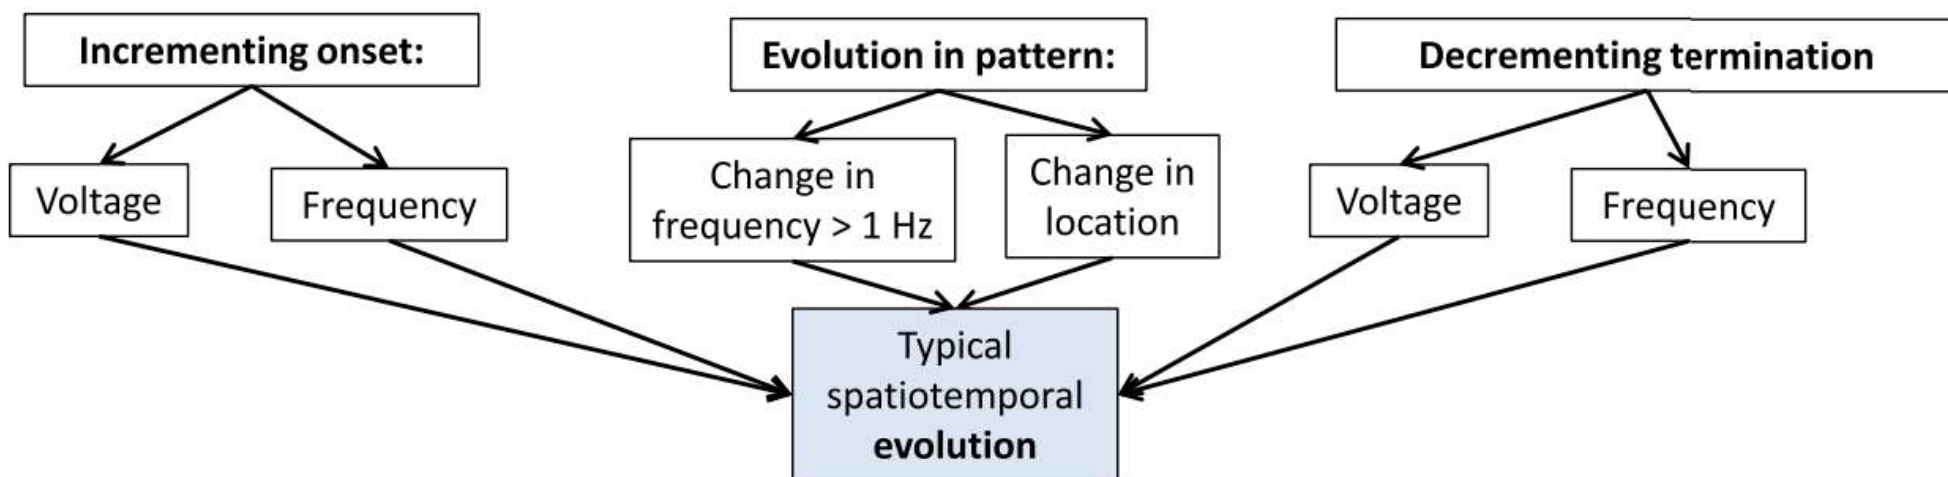 Incrementing onset:
Evolution in pattern:
Decrementing termination
Voltage
Frequency
Change in
frequency > 1 Hz
Change in
location
Voltage
Frequency
Typical
spatiotemporal
evolution